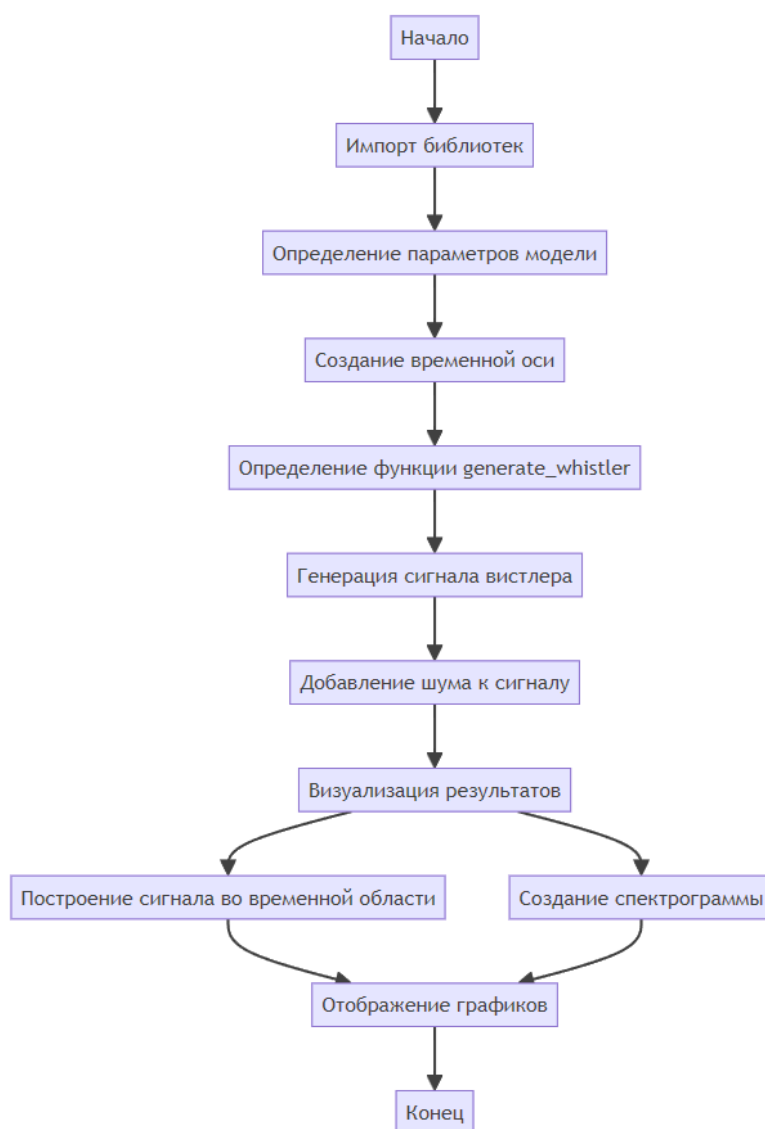 Начало
Импорт библиотек
Определение параметров модели
Создание временной оси
Определение функции generate_whistler
Генерация сигнала вистлера
Добавление шума к сигналу
Визуализация результатов
Построение сигнала во временной области
Создание спектрограммы
Отображение графиков
Конец